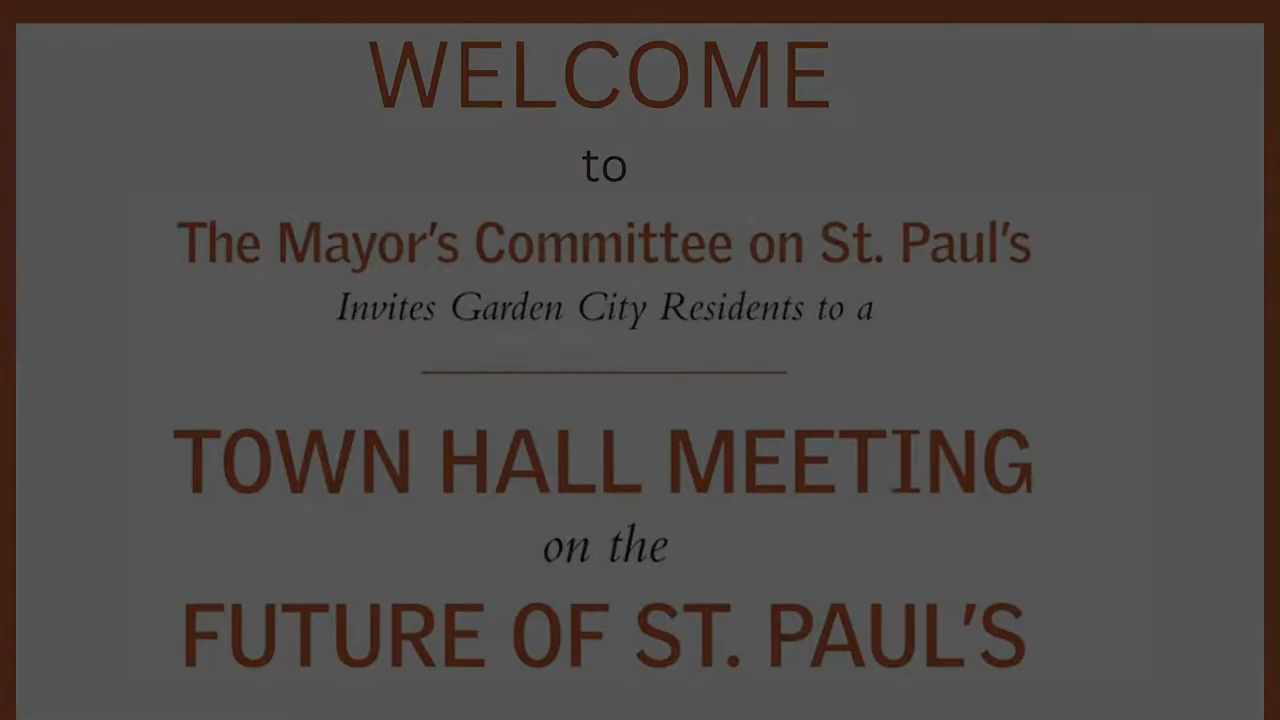 WELCOME
to
The Mayor's Committee on St. Paul's
Invites Garden City Residents to a
TOWN HALL MEETING
on the
FUTURE OF ST. PAUL'S